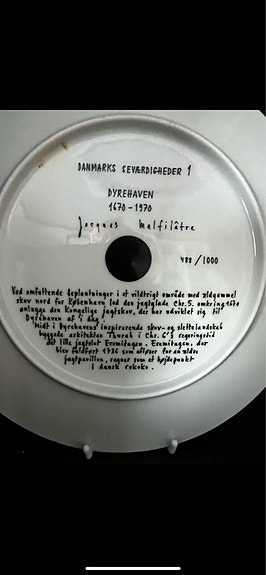 DANMARKS SEVÆRDIGHEDER 1
DYREHAVEN
1670-1970
Jacques Malfilâtre
483/1000
Ved omfattende beplantninger i et vildtrigt område med ældgammel
skov nord for København lod den jagtglade Chr. 5. omkring 1670
anlægge den Kongelige jagtskov, der har udviklet sig til
Dyrehaven af i dag.
Midt i Dyrehavens inspirerende skov- og slettelandskab
byggede arkitekten Thurah i Chr. 6's regeringstid
det lille jagtslot Eremitagen. Eremitagen, der
blev fuldført 1736 som afløser for en ældre
jagtpavillon, regnes som et højdepunkt
i dansk rokoko.